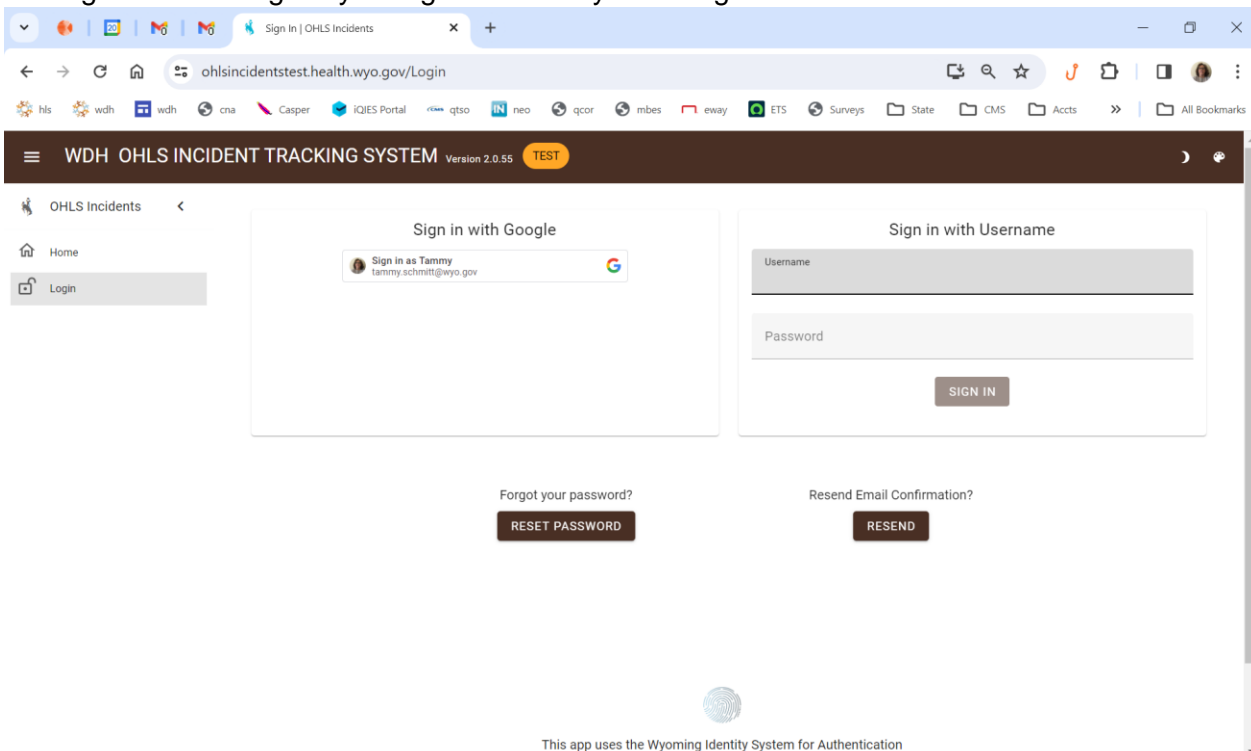 20
Sign In | OHLS Incidents
ohlsincidentstest.health.wyo.gov/Login
hls wdh wdh cna Casper iQIES Portal qtso IN neo qcor mbes eway ETS Surveys State CMS Accts » All Bookmarks
WDH OHLS INCIDENT TRACKING SYSTEM Version 2.0.55 TEST
OHLS Incidents
Home
Login
Sign in with Google
Sign in as Tammy
tammy.schmitt@wyo.gov
Sign in with Username
Username
Password
SIGN IN
Forgot your password?
RESET PASSWORD
Resend Email Confirmation?
RESEND
This app uses the Wyoming Identity System for Authentication